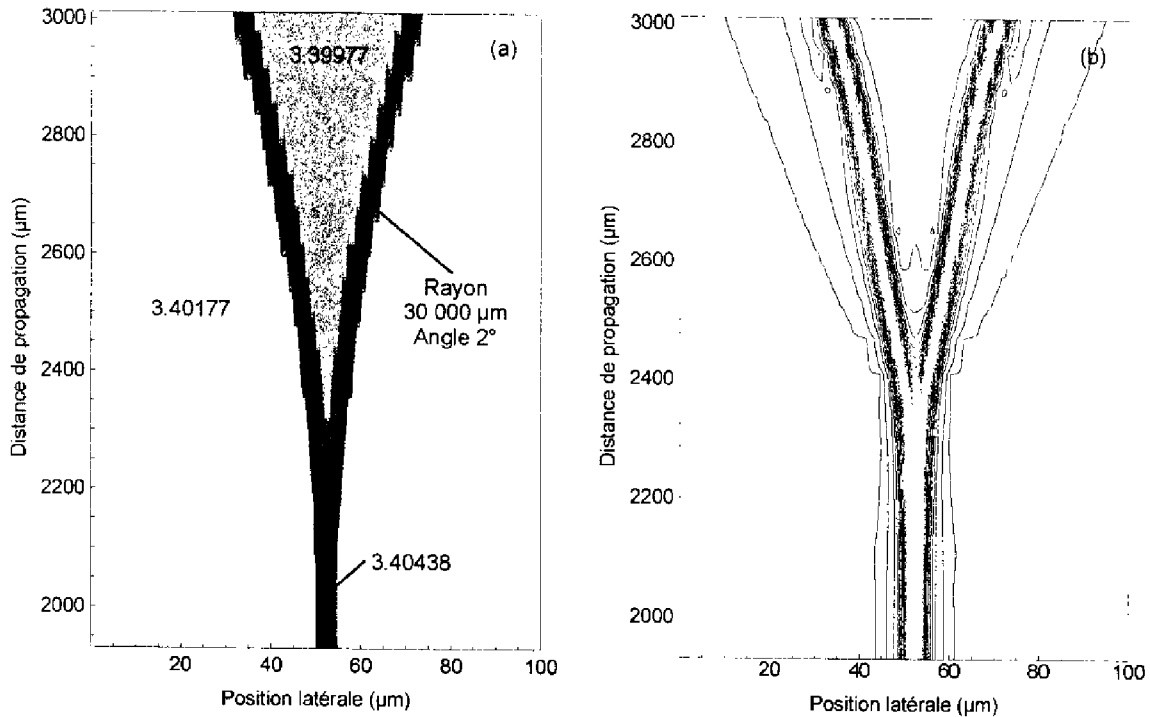 3000
2800
2600
2400
2200
2000
Distance de propagation (µm)
20
40
60
80
100
Position latérale (µm)
(a)
3.39977
3.40177
Rayon
30 000 µm
Angle 2°
3.40438
3000
2800
2600
2400
2200
2000
Distance de propagation (µm)
20
40
60
80
100
Position latérale (µm)
(b)